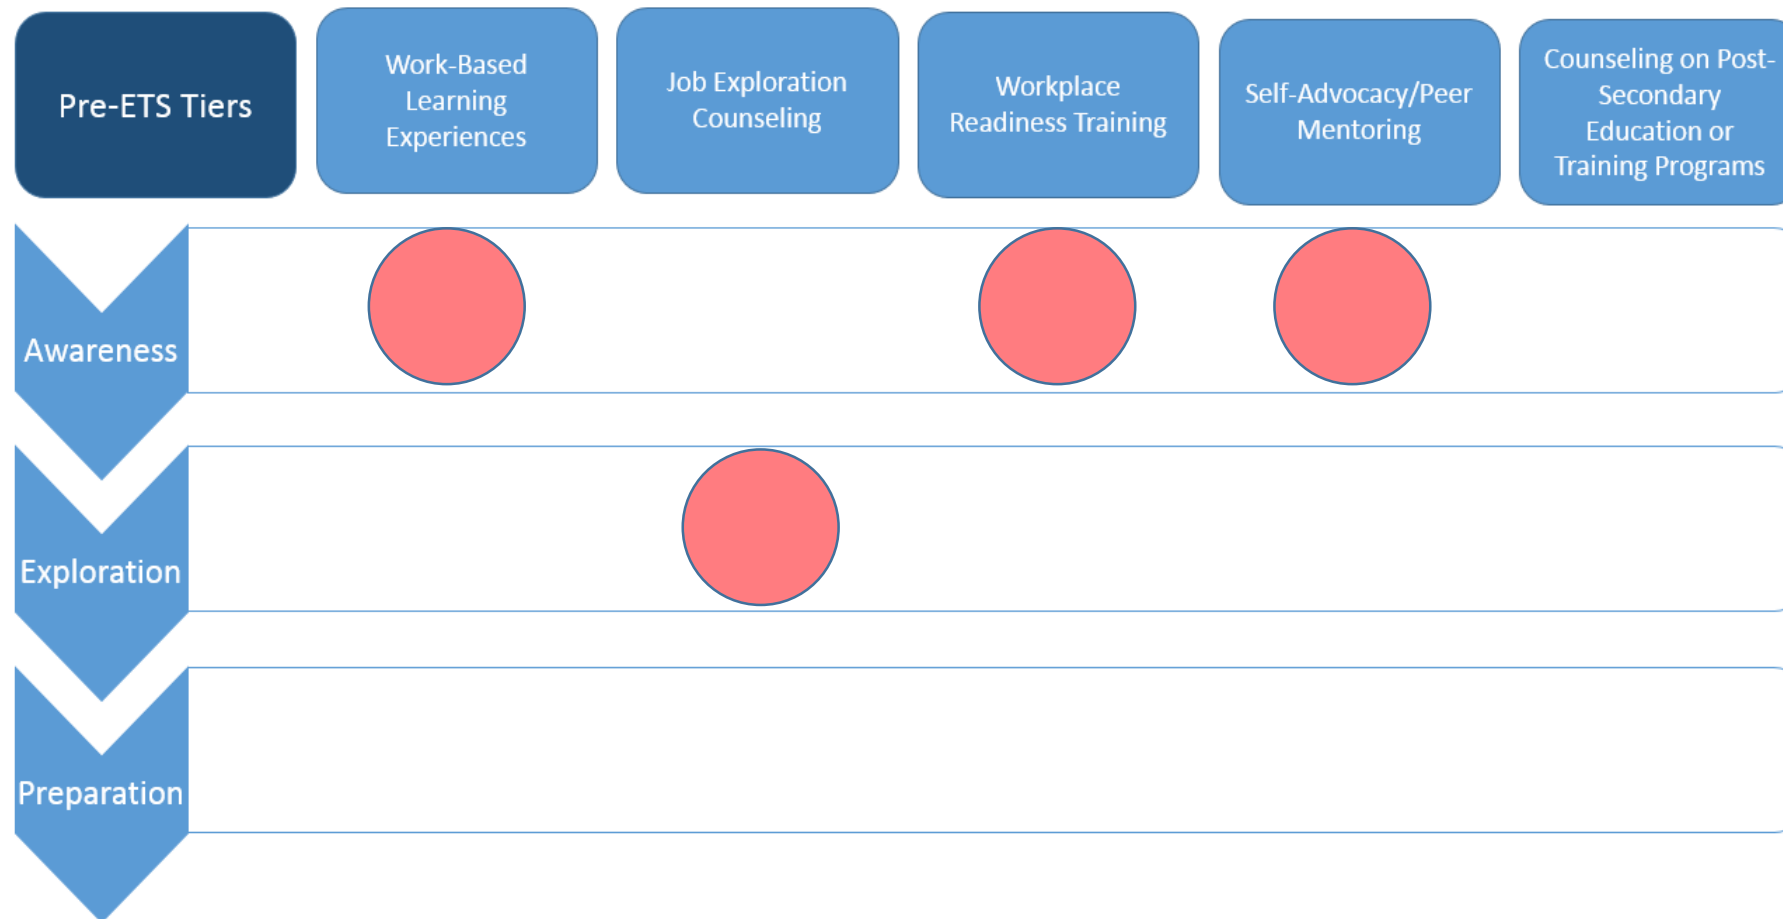 Pre-ETS Tiers
Work-Based
Learning
Experiences
Job Exploration
Counseling
Workplace
Readiness Training
Self-Advocacy/Peer
Mentoring
Counseling on Post-
Secondary
Education or
Training Programs
Awareness
Exploration
Preparation